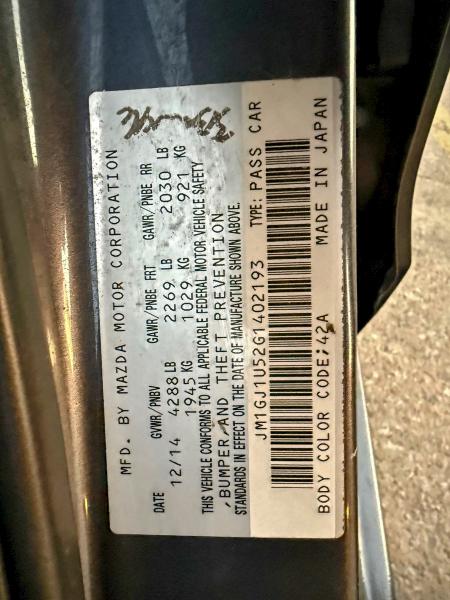 MFD. BY MAZDA MOTOR CORPORATION
DATE GVWR/PNBV GAWR/PNBE FRT GAWR/PNBE RR
12/14 4288 LB 2269 LB 2030 LB
1945 KG 1029 KG 921 KG
THIS VEHICLE CONFORMS TO ALL APPLICABLE FEDERAL MOTOR VEHICLE SAFETY
,BUMPER, AND THEFT PREVENTION
STANDARDS IN EFFECT ON THE DATE OF MANUFACTURE SHOWN ABOVE.
JM1GJ1U52G1402193 TYPE: PASS CAR
BODY COLOR CODE;42A MADE IN JAPAN